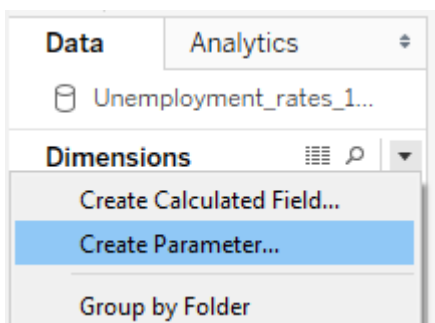 Data Analytics
Unemployment_rates_1...
Dimensions
Create Calculated Field...
Create Parameter...
Group by Folder